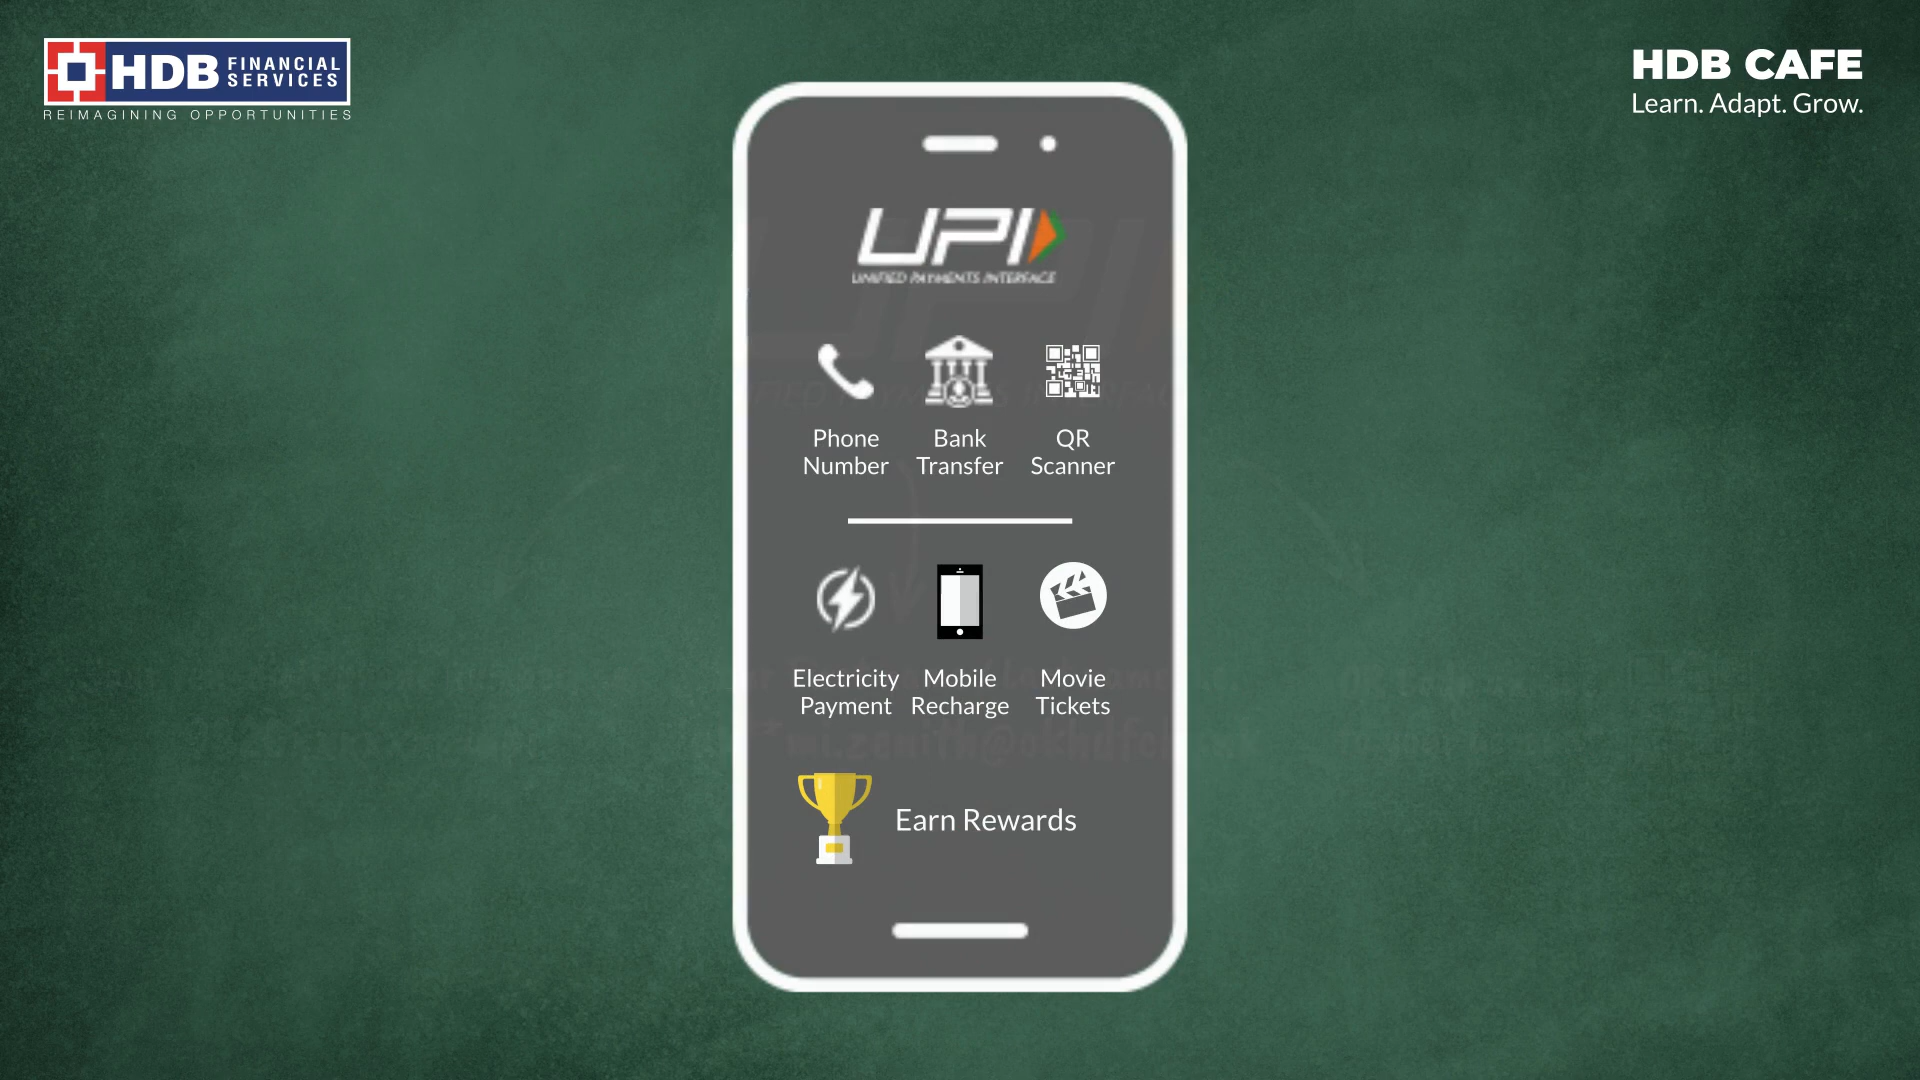 HDB FINANCIAL SERVICES
REIMAGINING OPPORTUNITIES
HDB CAFE
Learn. Adapt. Grow.
UPI
UNIFIED PAYMENTS INTERFACE
Phone Number
Bank Transfer
QR Scanner
Electricity Payment
Mobile Recharge
Movie Tickets
Earn Rewards